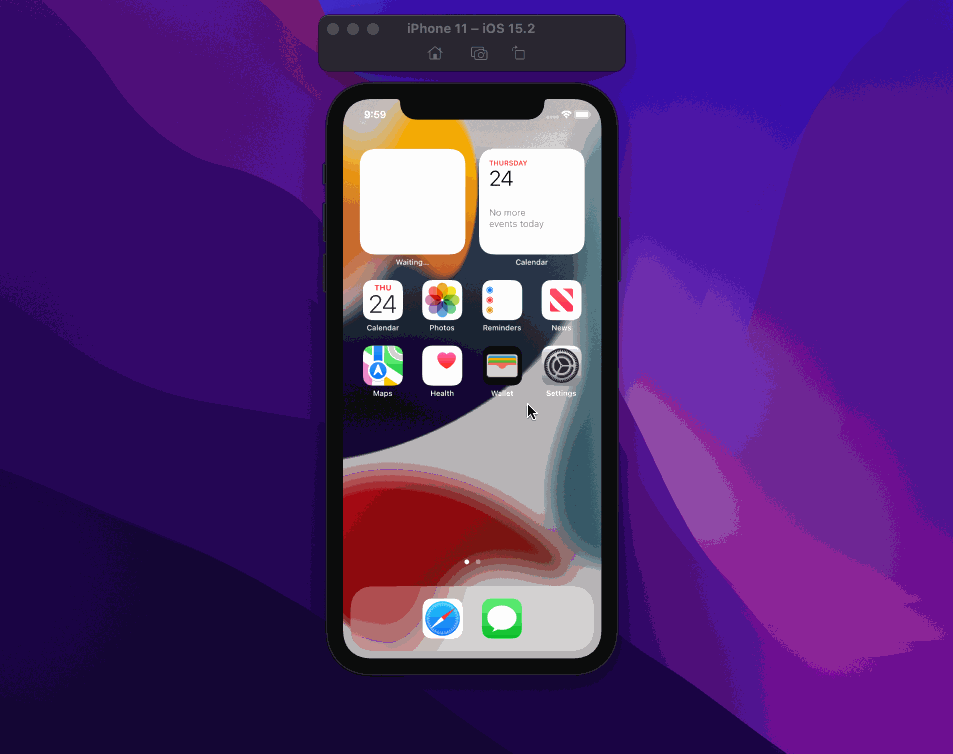 iPhone 11 – iOS 15.2
9:59
THURSDAY
24
No more
events today
Waiting...
Calendar
THU
24
Calendar
Photos
Reminders
News
Maps
Health
Wallet
Settings